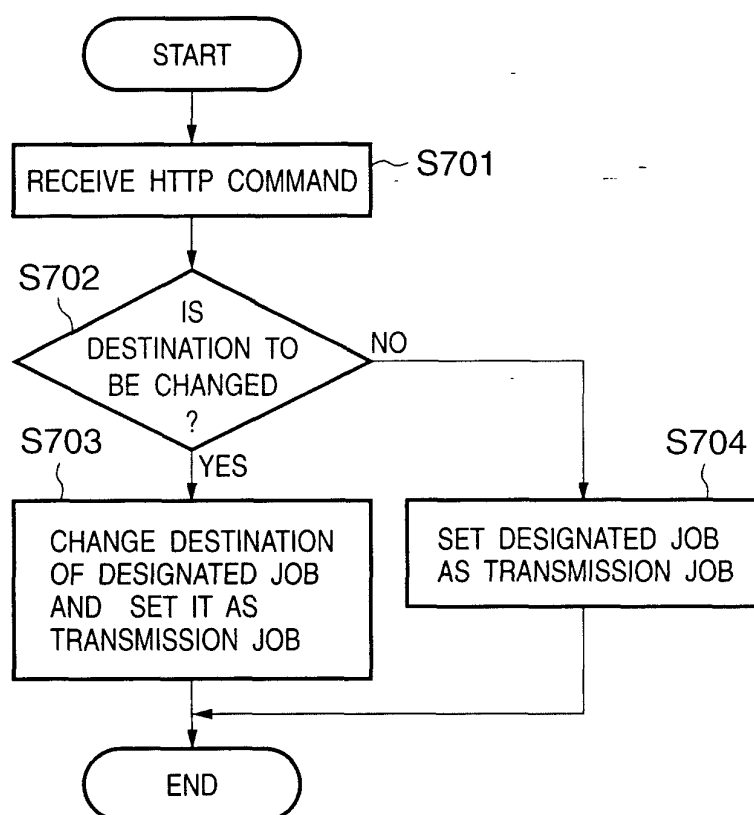 START
RECEIVE HTTP COMMAND
S701
S702
IS
DESTINATION TO
BE CHANGED
?
NO
YES
S703
CHANGE DESTINATION
OF DESIGNATED JOB
AND SET IT AS
TRANSMISSION JOB
S704
SET DESIGNATED JOB
AS TRANSMISSION JOB
END